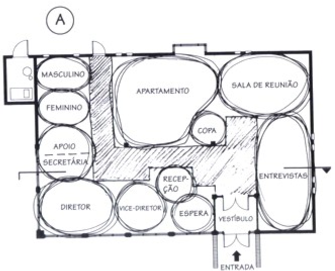 A
MASCULINO
FEMININO
APOIO
SECRETÁRIA
APARTAMENTO
SALA DE REUNIÃO
COPA
RECEP-
ÇÃO
ENTREVISTAS
DIRETOR
VICE-DIRETOR
ESPERA
VESTÍBULO
ENTRADA